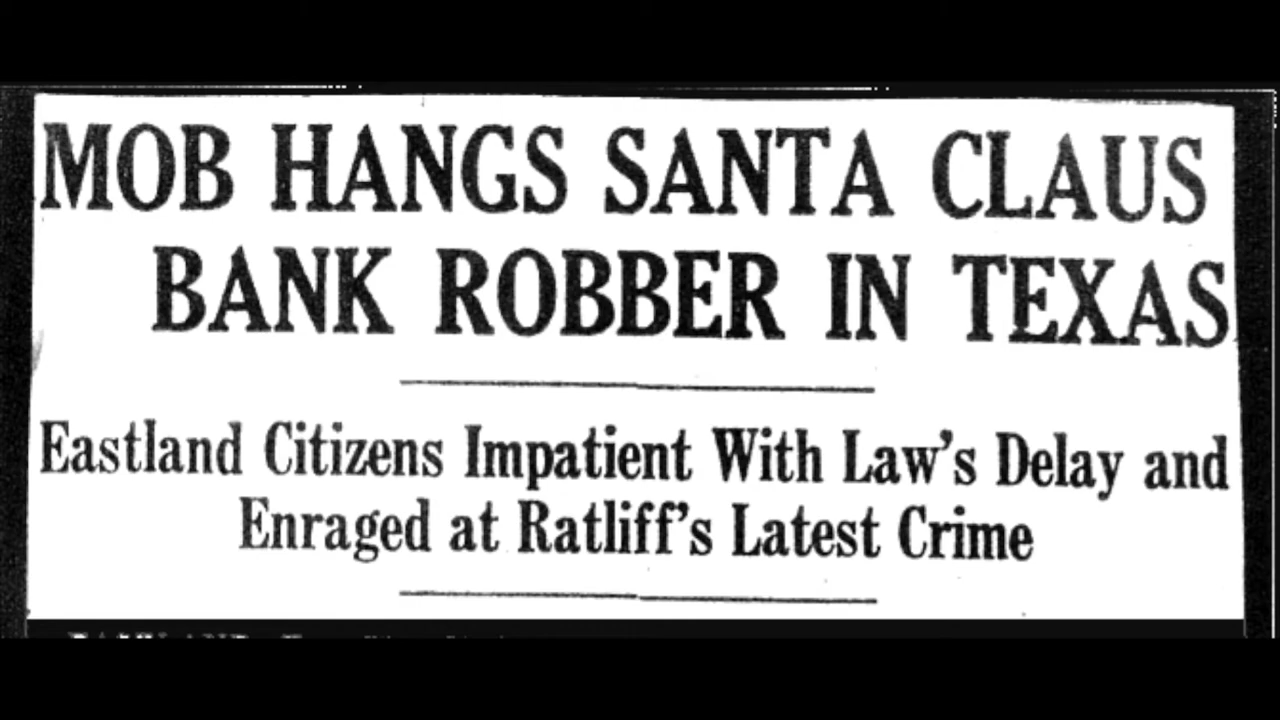 MOB HANGS SANTA CLAUS
BANK ROBBER IN TEXAS
Eastland Citizens Impatient With Law's Delay and
Enraged at Ratliff's Latest Crime